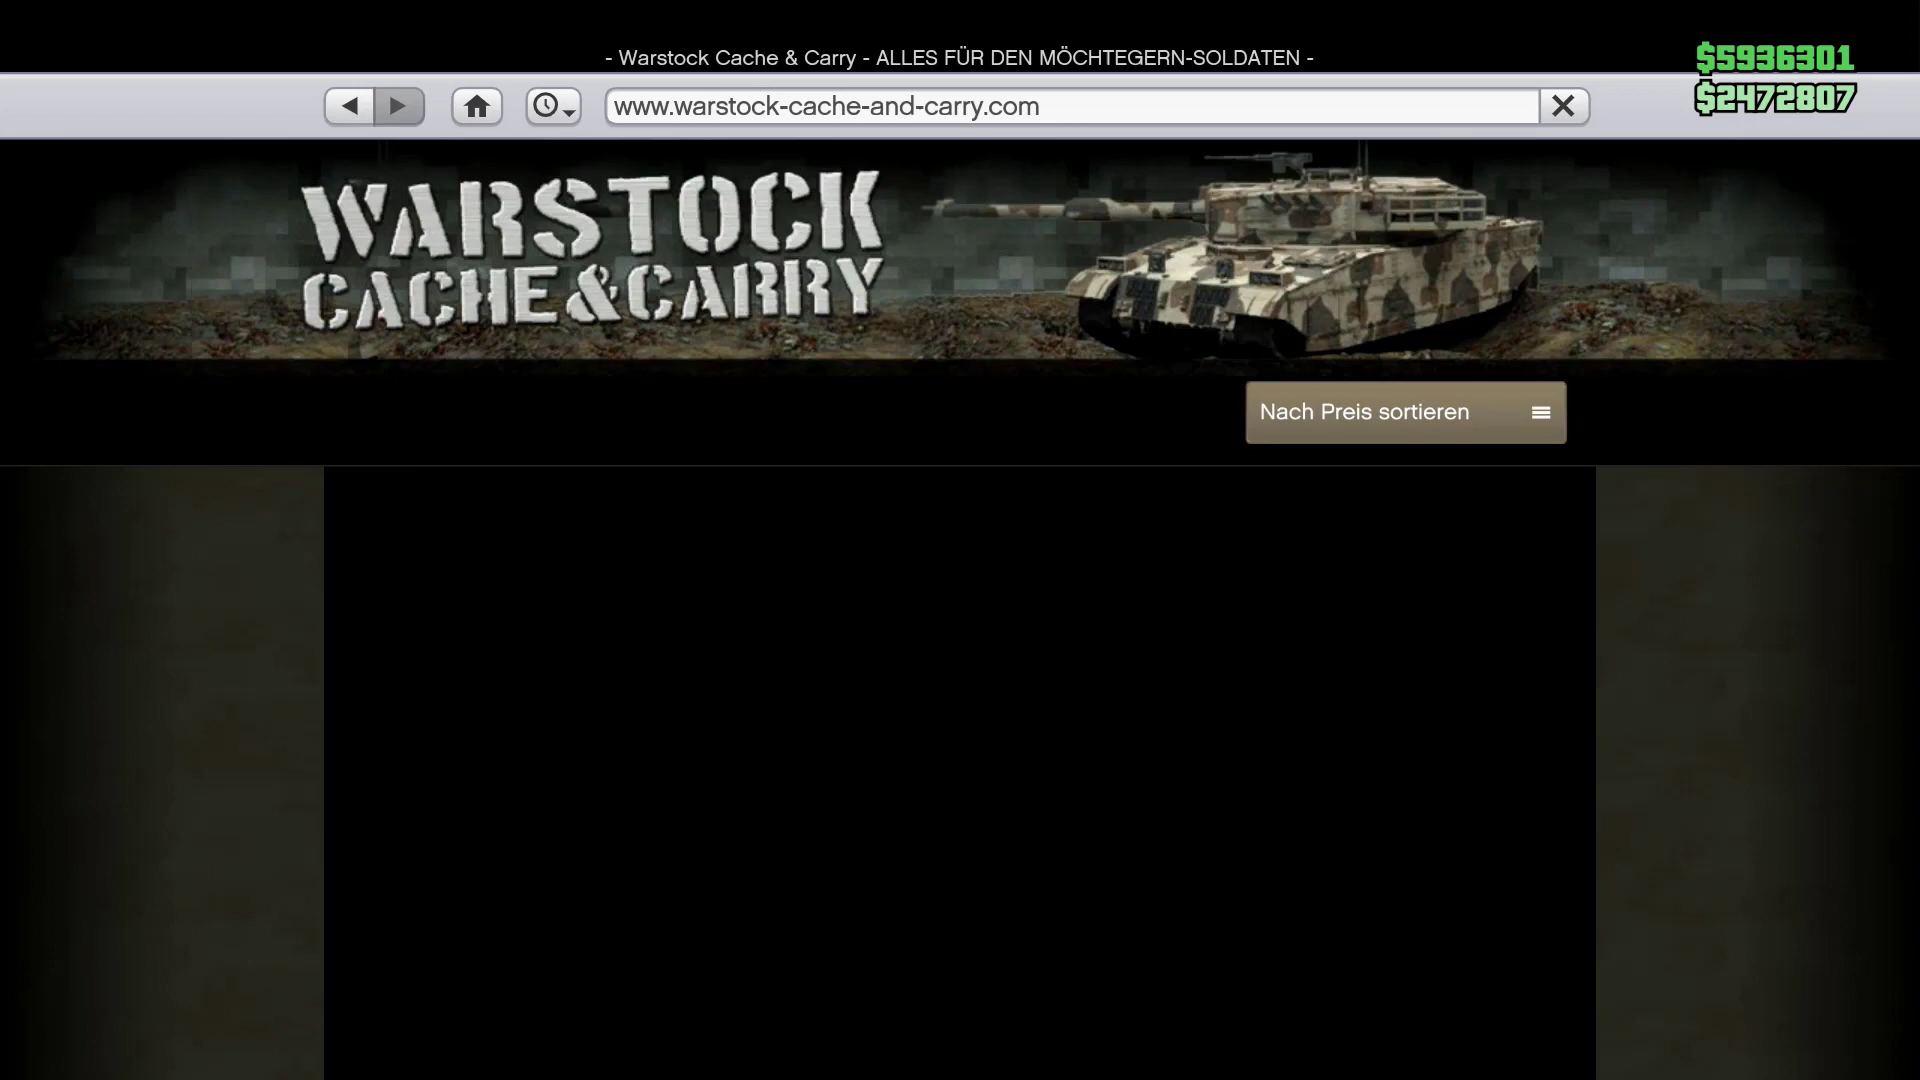 - Warstock Cache & Carry - ALLES FÜR DEN MÖCHTEGERN-SOLDATEN -
$5936301
www.warstock-cache-and-carry.com
$2472807
WARSTOCK
CACHE&CARRY
Nach Preis sortieren